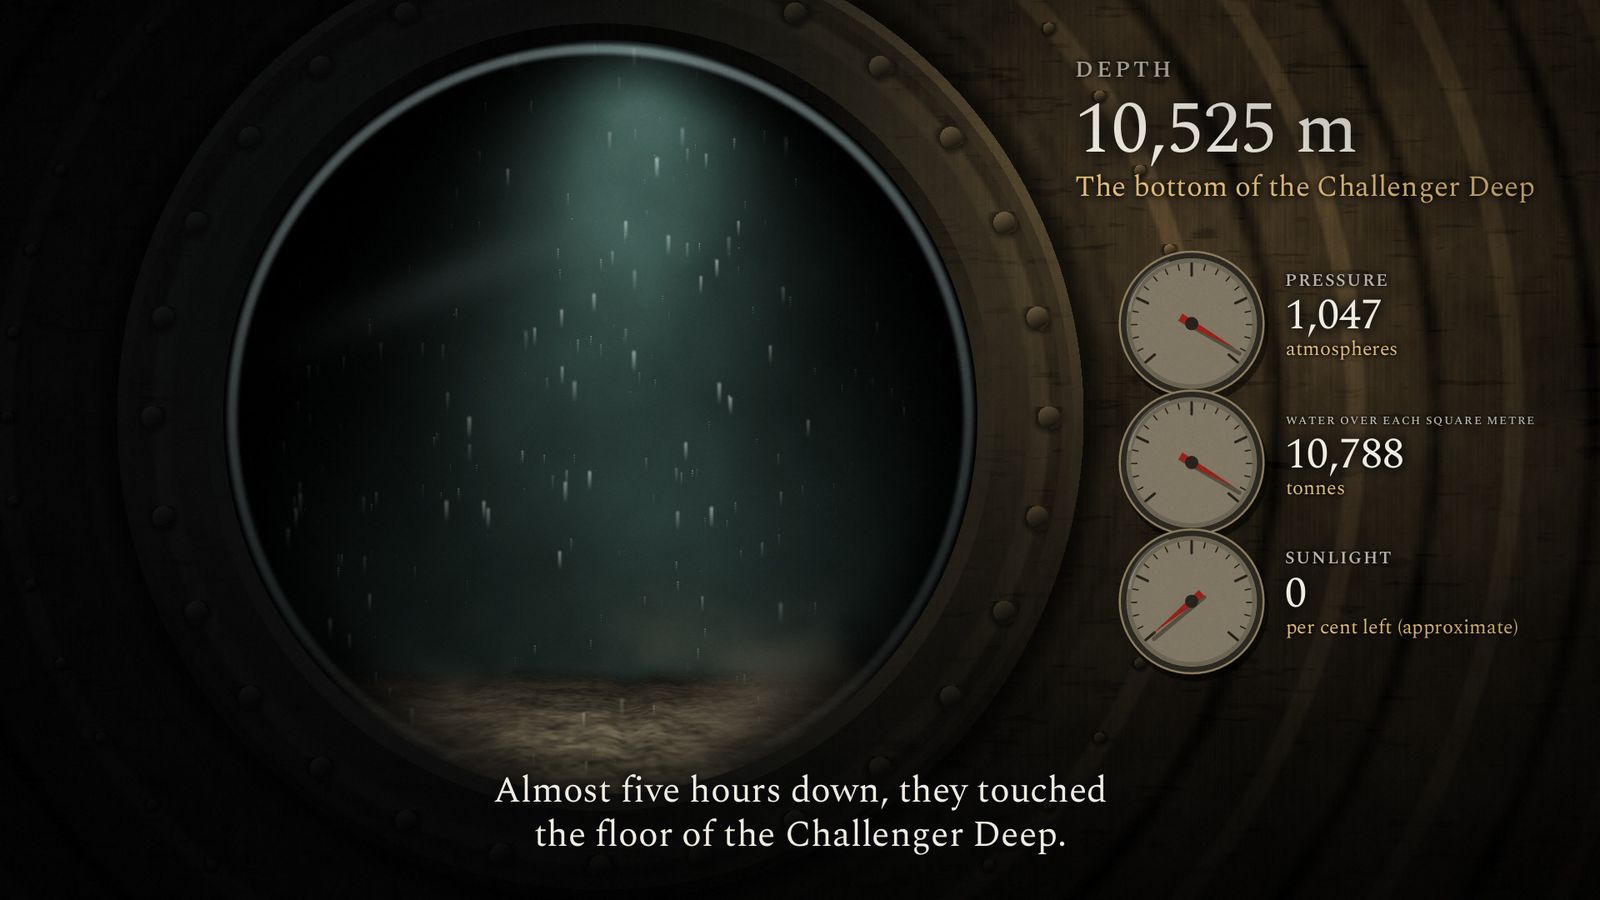 DEPTH
10,525 m
The bottom of the Challenger Deep
PRESSURE
1,047
atmospheres
WATER OVER EACH SQUARE METRE
10,788
tonnes
SUNLIGHT
0
per cent left (approximate)
Almost five hours down, they touched
the floor of the Challenger Deep.